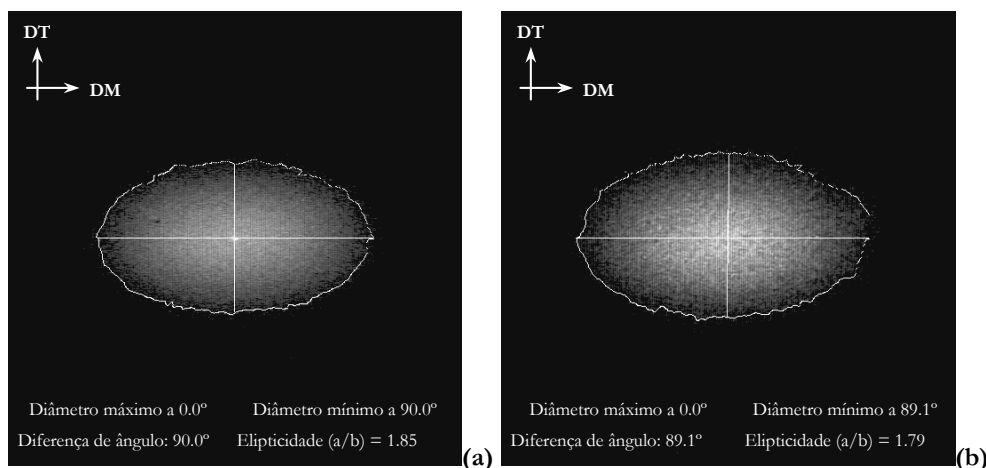 DT
DM
Diâmetro máximo a 0.0º
Diâmetro mínimo a 90.0º
Diferença de ângulo: 90.0º
Elipticidade (a/b) = 1.85
(a)
DT
DM
Diâmetro máximo a 0.0º
Diâmetro mínimo a 89.1º
Diferença de ângulo: 89.1º
Elipticidade (a/b) = 1.79
(b)